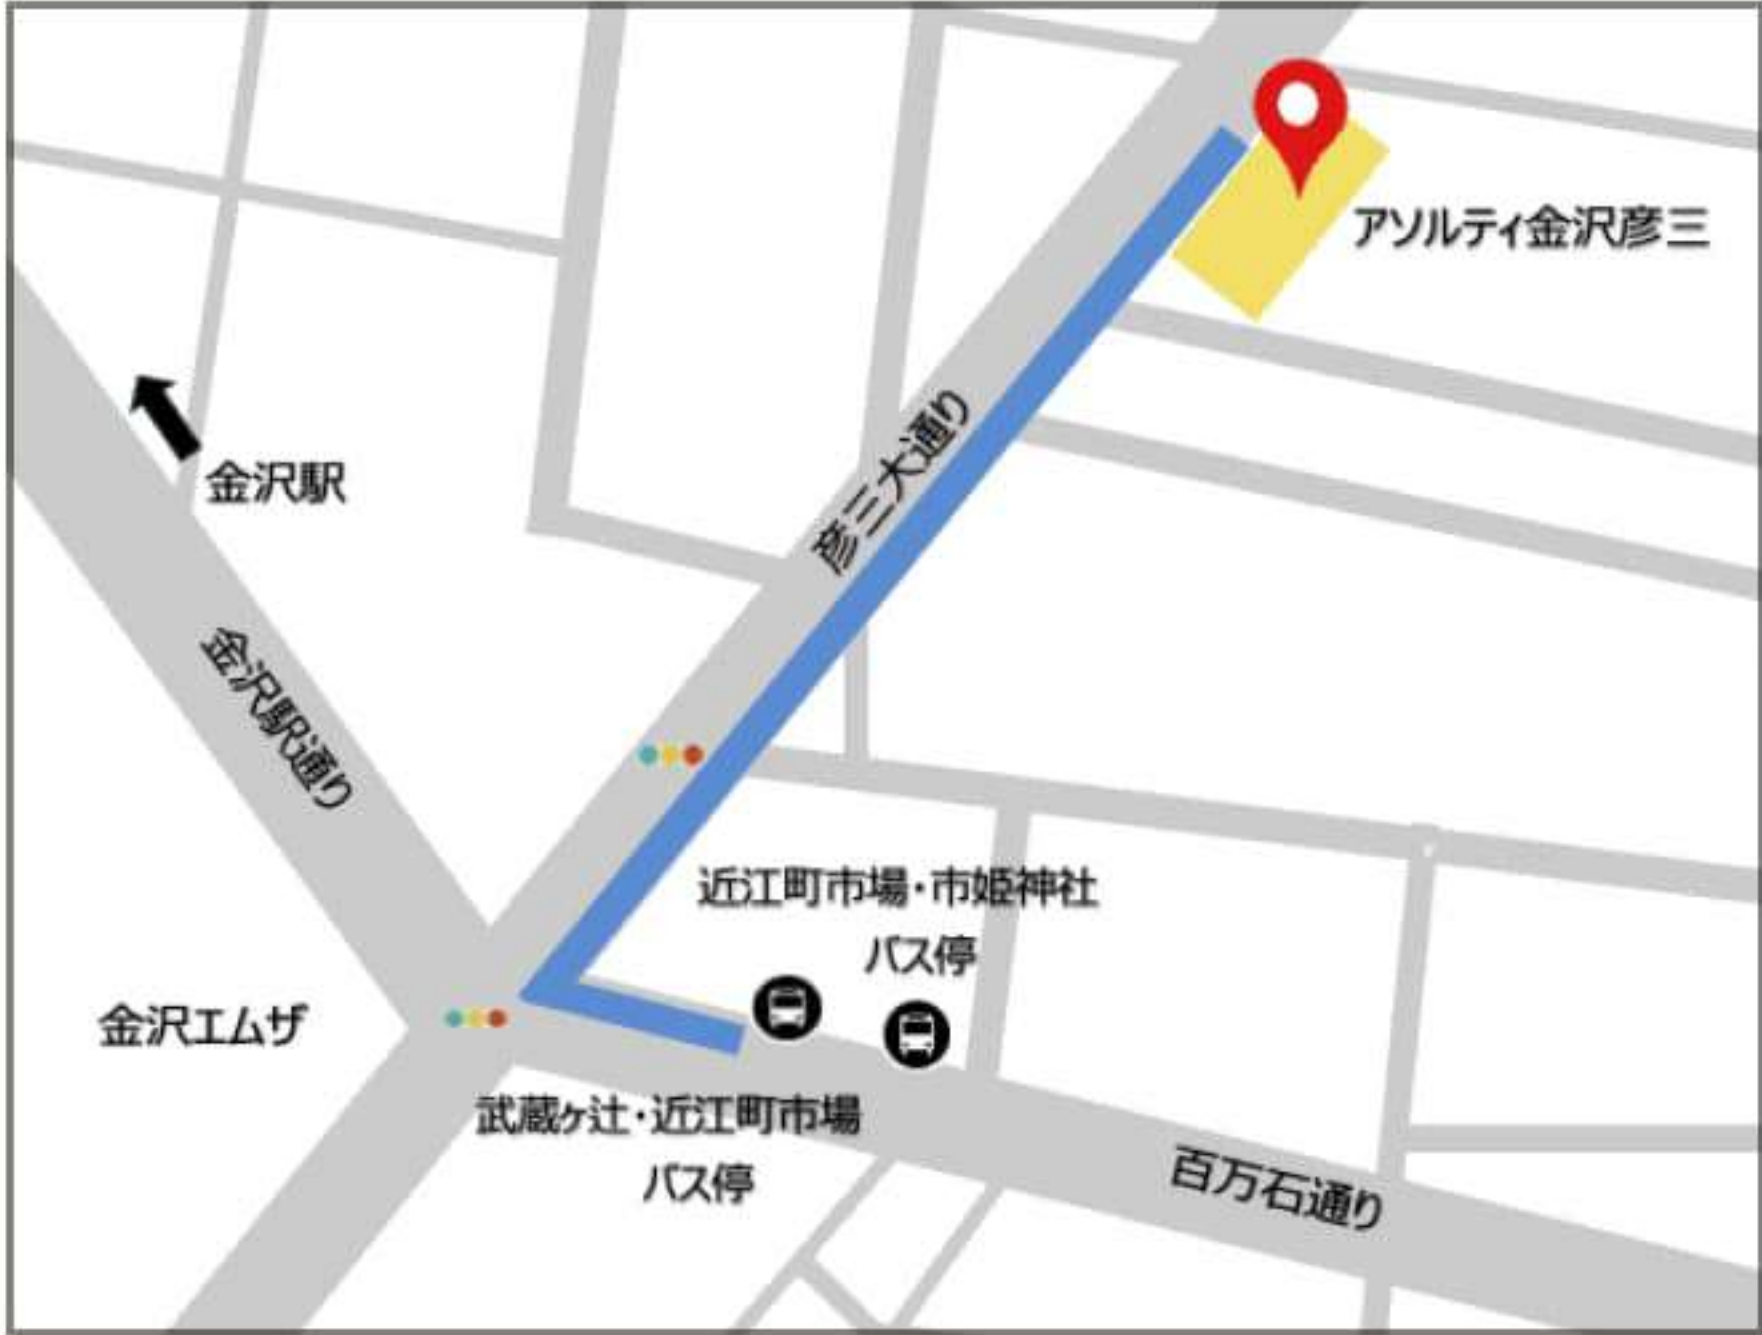 アソルティ金沢彦三
彦三大通り
金沢駅
金沢駅通り
近江町市場・市姫神社
バス停
金沢エムザ
武蔵ヶ辻・近江町市場
バス停
百万石通り